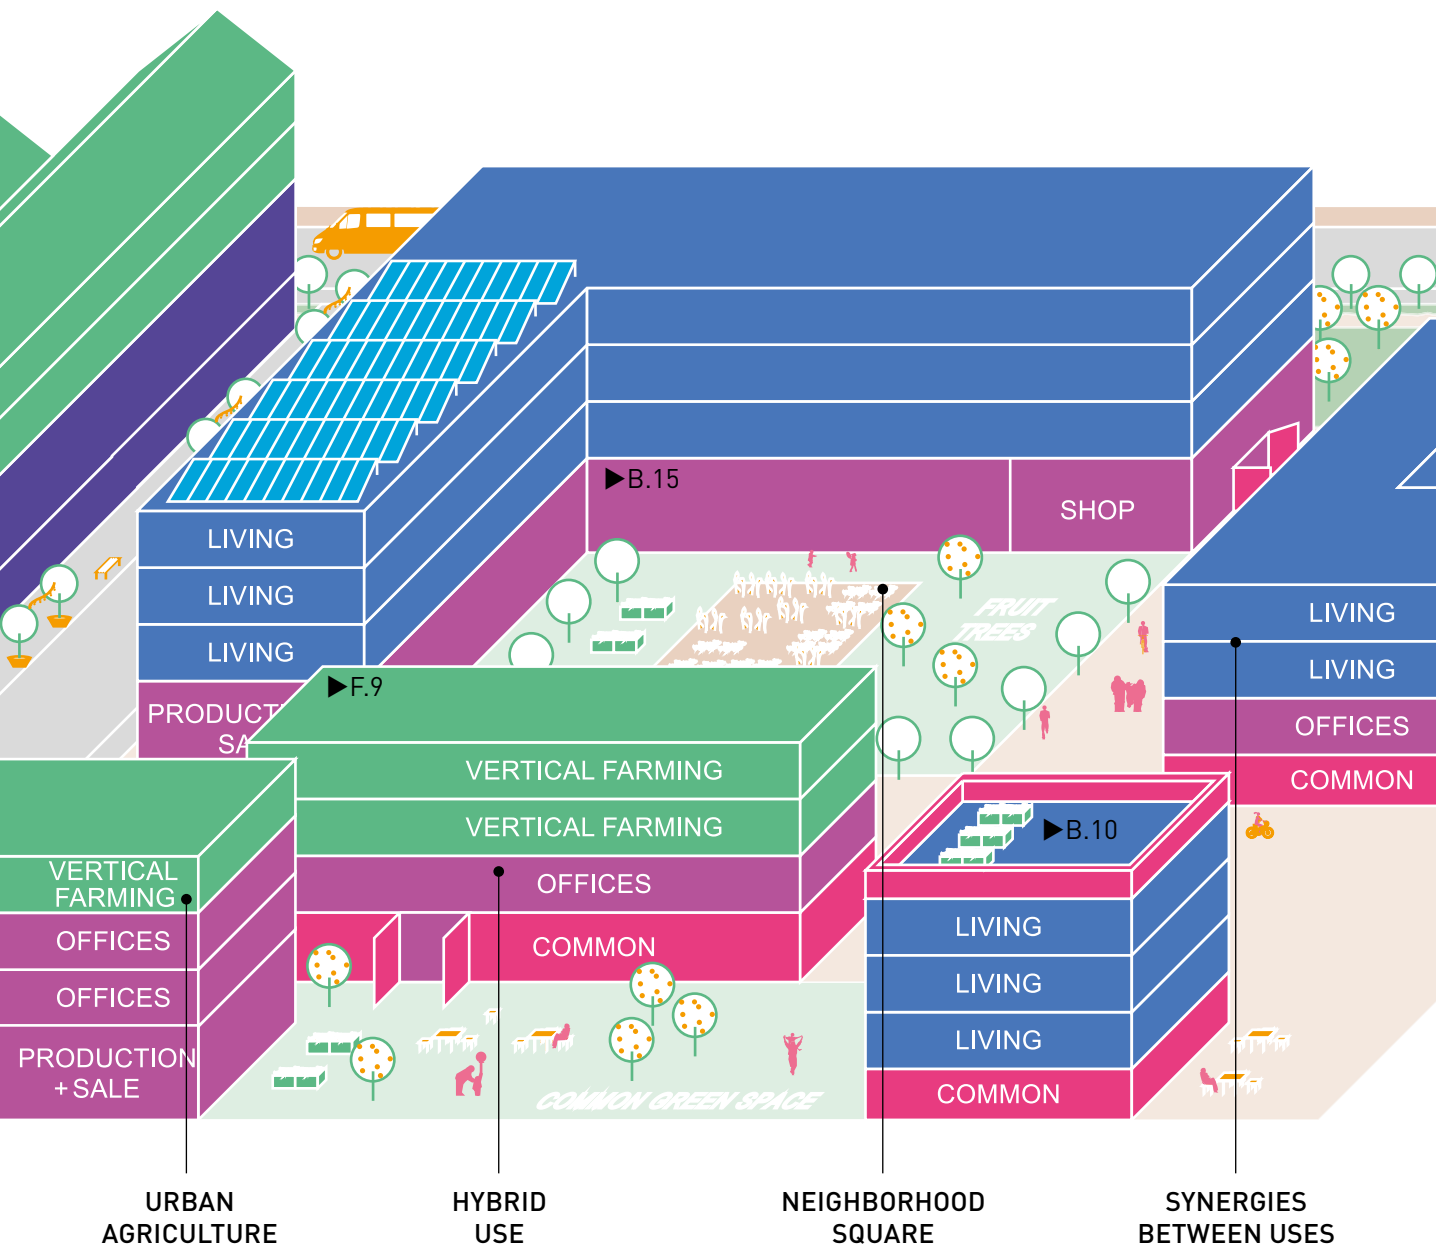 ▶B.15
SHOP
LIVING
LIVING
LIVING
FRUIT
TREES
LIVING
LIVING
OFFICES
COMMON
▶F.9
PRODUCT
SA
VERTICAL FARMING
VERTICAL FARMING
OFFICES
COMMON
▶B.10
VERTICAL
FARMING
OFFICES
OFFICES
PRODUCTION
+ SALE
LIVING
LIVING
LIVING
COMMON
COMMON GREEN SPACE
URBAN
AGRICULTURE
HYBRID
USE
NEIGHBORHOOD
SQUARE
SYNERGIES
BETWEEN USES